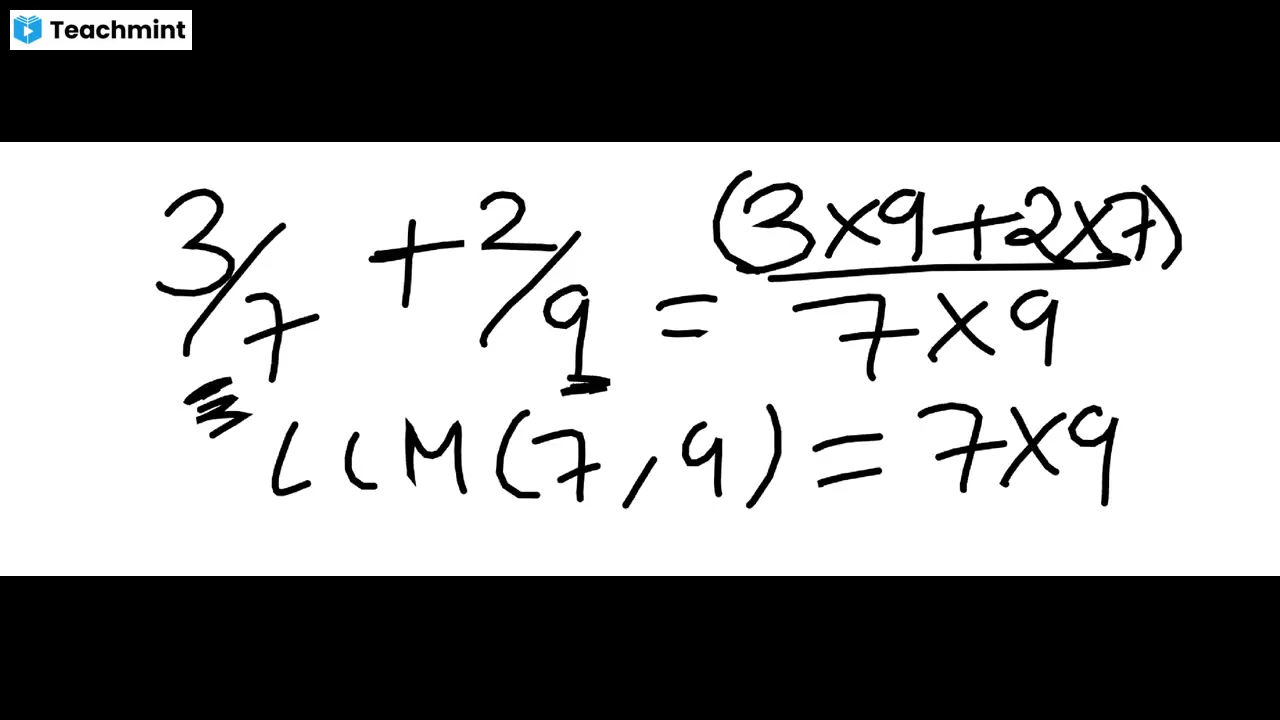 Teachmint
3/7 + 2/9 = (3×9+2×7)
7×9
LCM(7,9) = 7×9